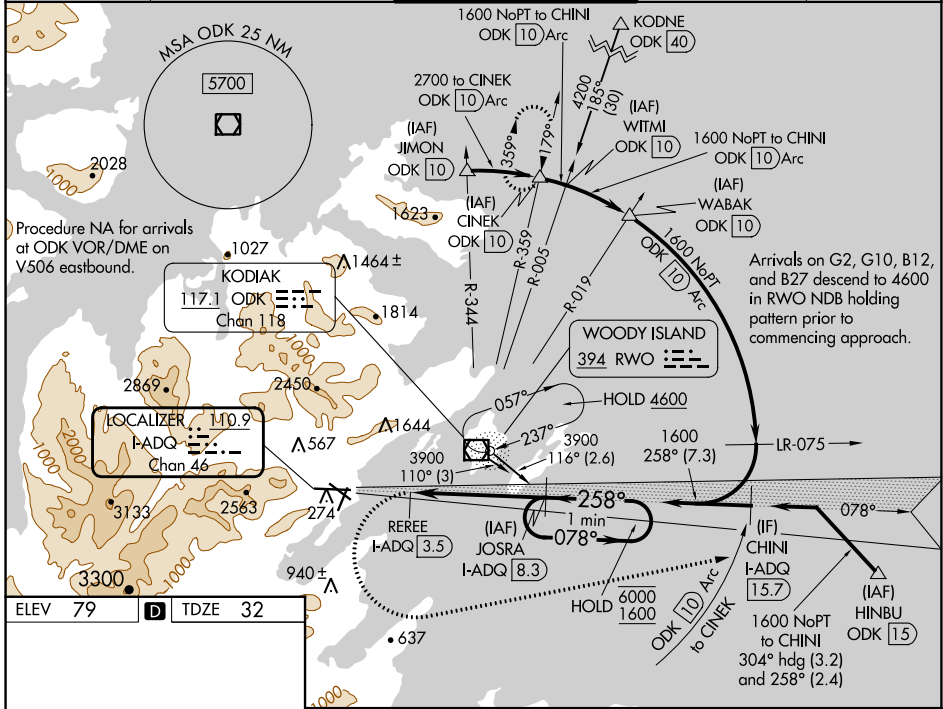 MSA ODK 25 NM
5700
1600 NoPT to CHINI
ODK 10 Arc
KODNE
ODK 40
4200
185°
(30)
2700 to CINEK
ODK 10 Arc
(IAF)
JIMON
ODK 10
359°
179°
(IAF)
WITMI
ODK 10
1600 NoPT to CHINI
ODK 10 Arc
(IAF)
CINEK
ODK 10
(IAF)
WABAK
ODK 10
1600 NoPT
ODK 10 Arc
R-344
R-359
R-005
R-019
2028
1000
Procedure NA for arrivals
at ODK VOR/DME on
V506 eastbound.
1623
1027
1464 ±
KODIAK
117.1 ODK
Chan 118
1814
Arrivals on G2, G10, B12,
and B27 descend to 4600
in RWO NDB holding
pattern prior to
commencing approach.
WOODY ISLAND
394 RWO
2869
2450
1000
057°
237°
HOLD 4600
LOCALIZER 110.9
I-ADQ
Chan 46
2000
1000
567
1644
3900
110° (3)
3900
116° (2.6)
1600
258° (7.3)
LR-075
3133
2563
274
258°
1 min
078°
078°
REREE
I-ADQ 3.5
(IAF)
JOSRA
I-ADQ 8.3
(IF)
CHINI
I-ADQ
15.7
(IAF)
HINBU
ODK 15
HOLD 6000
1600
ODK 10 Arc
to CINEK
1600 NoPT
to CHINI
304° hdg (3.2)
and 258° (2.4)
3300
1000
940 ±
637
1000
ELEV 79
D
TDZE 32